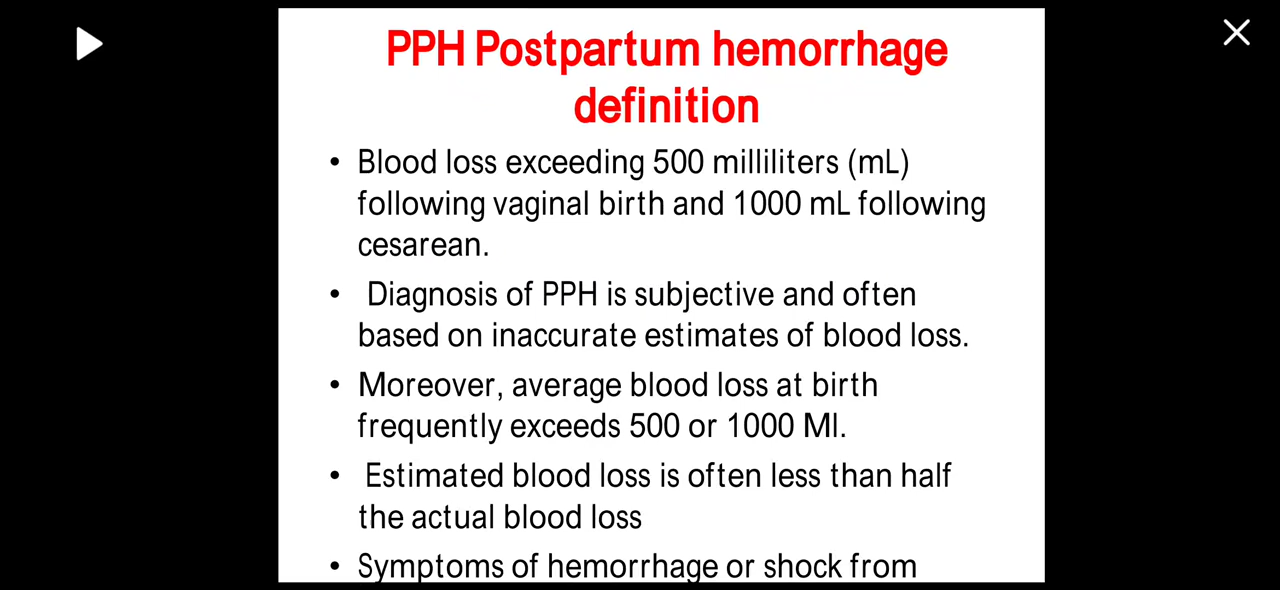 PPH Postpartum hemorrhage
definition
• Blood loss exceeding 500 milliliters (mL)
following vaginal birth and 1000 mL following
cesarean.
• Diagnosis of PPH is subjective and often
based on inaccurate estimates of blood loss.
• Moreover, average blood loss at birth
frequently exceeds 500 or 1000 Ml.
• Estimated blood loss is often less than half
the actual blood loss
• Symptoms of hemorrhage or shock from